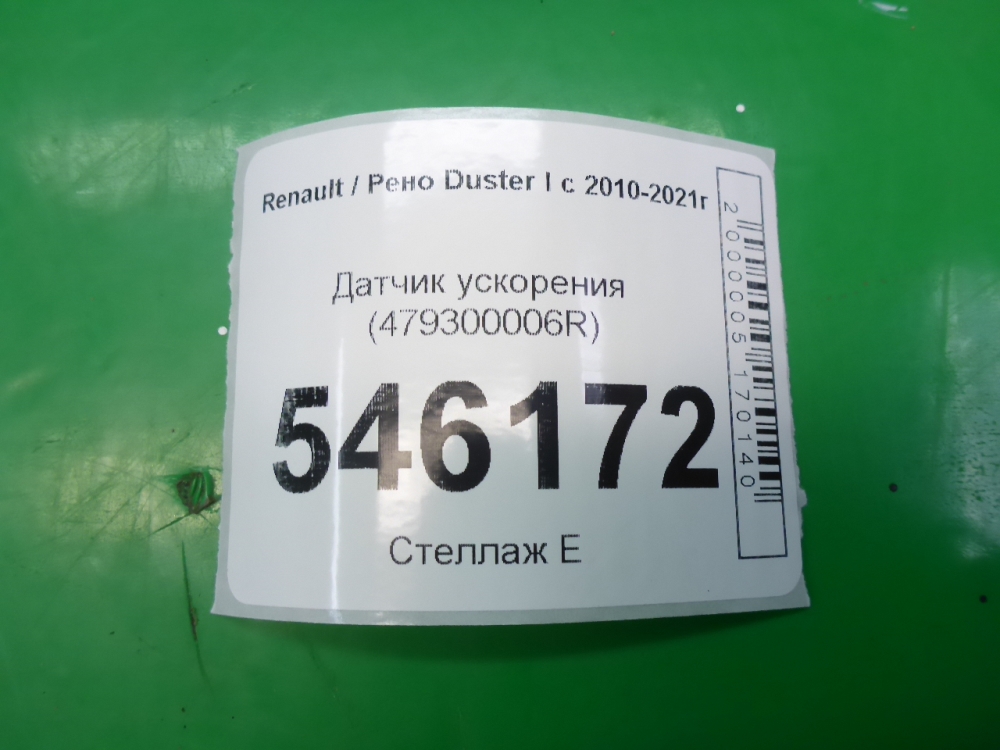 Renault / Рено Duster I с 2010-2021г
Датчик ускорения
(479300006R)
546172
Стеллаж Е
2000005170140